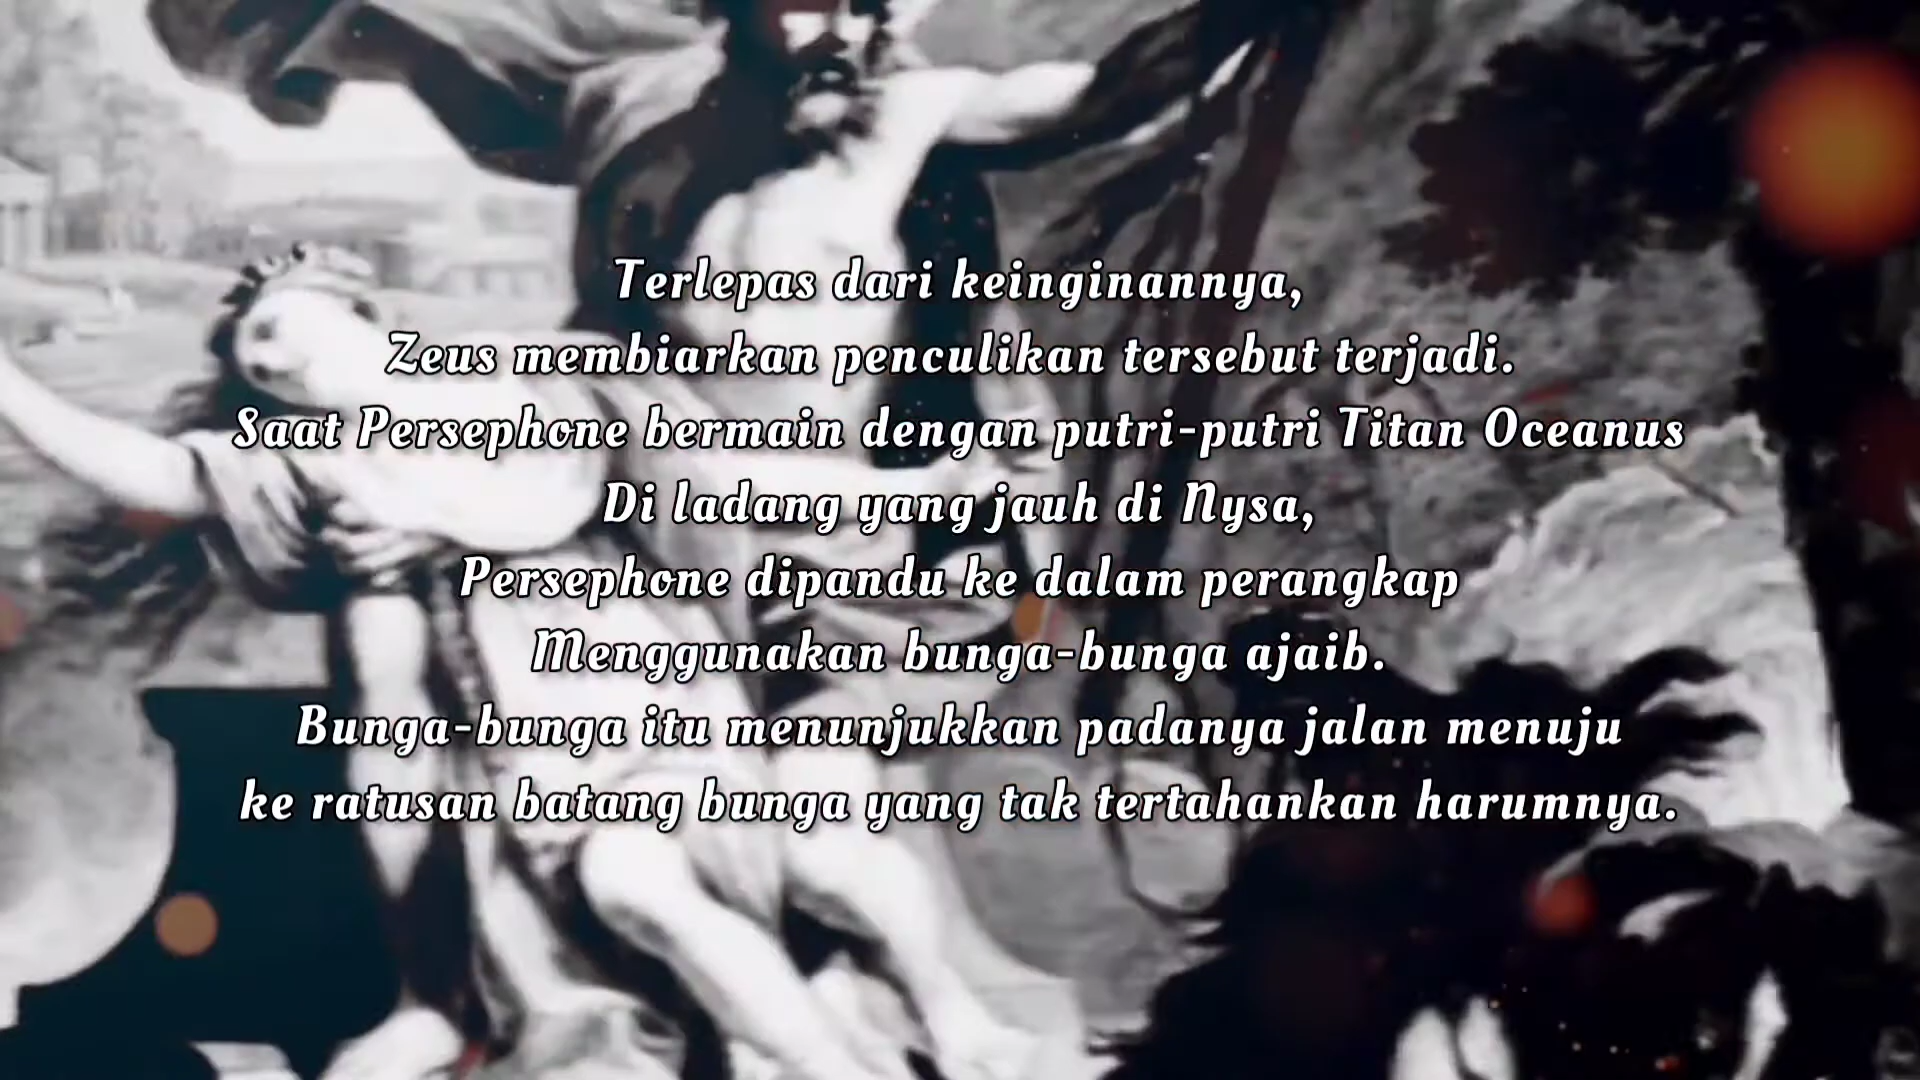 Terlepas dari keinginannya,
Zeus membiarkan penculikan tersebut terjadi.
Saat Persephone bermain dengan putri-putri Titan Oceanus
Di ladang yang jauh di Nysa,
Persephone dipandu ke dalam perangkap
Menggunakan bunga-bunga ajaib.
Bunga-bunga itu menunjukkan padanya jalan menuju
ke ratusan batang bunga yang tak tertahankan harumnya.